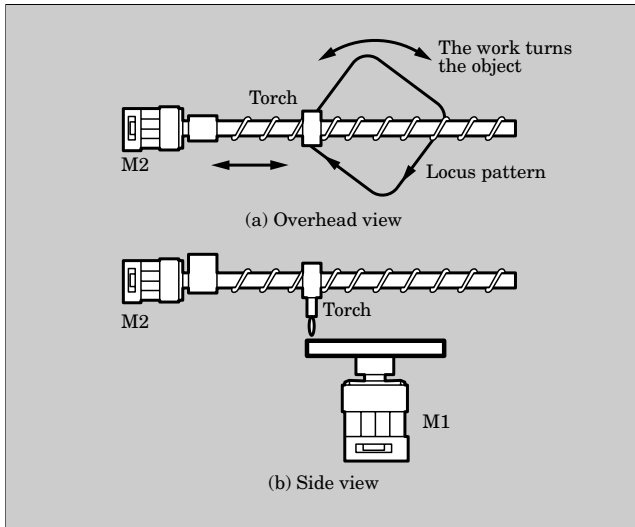 The work turns
the object
Torch
M2
Locus pattern
(a) Overhead view
M2
Torch
M1
(b) Side view